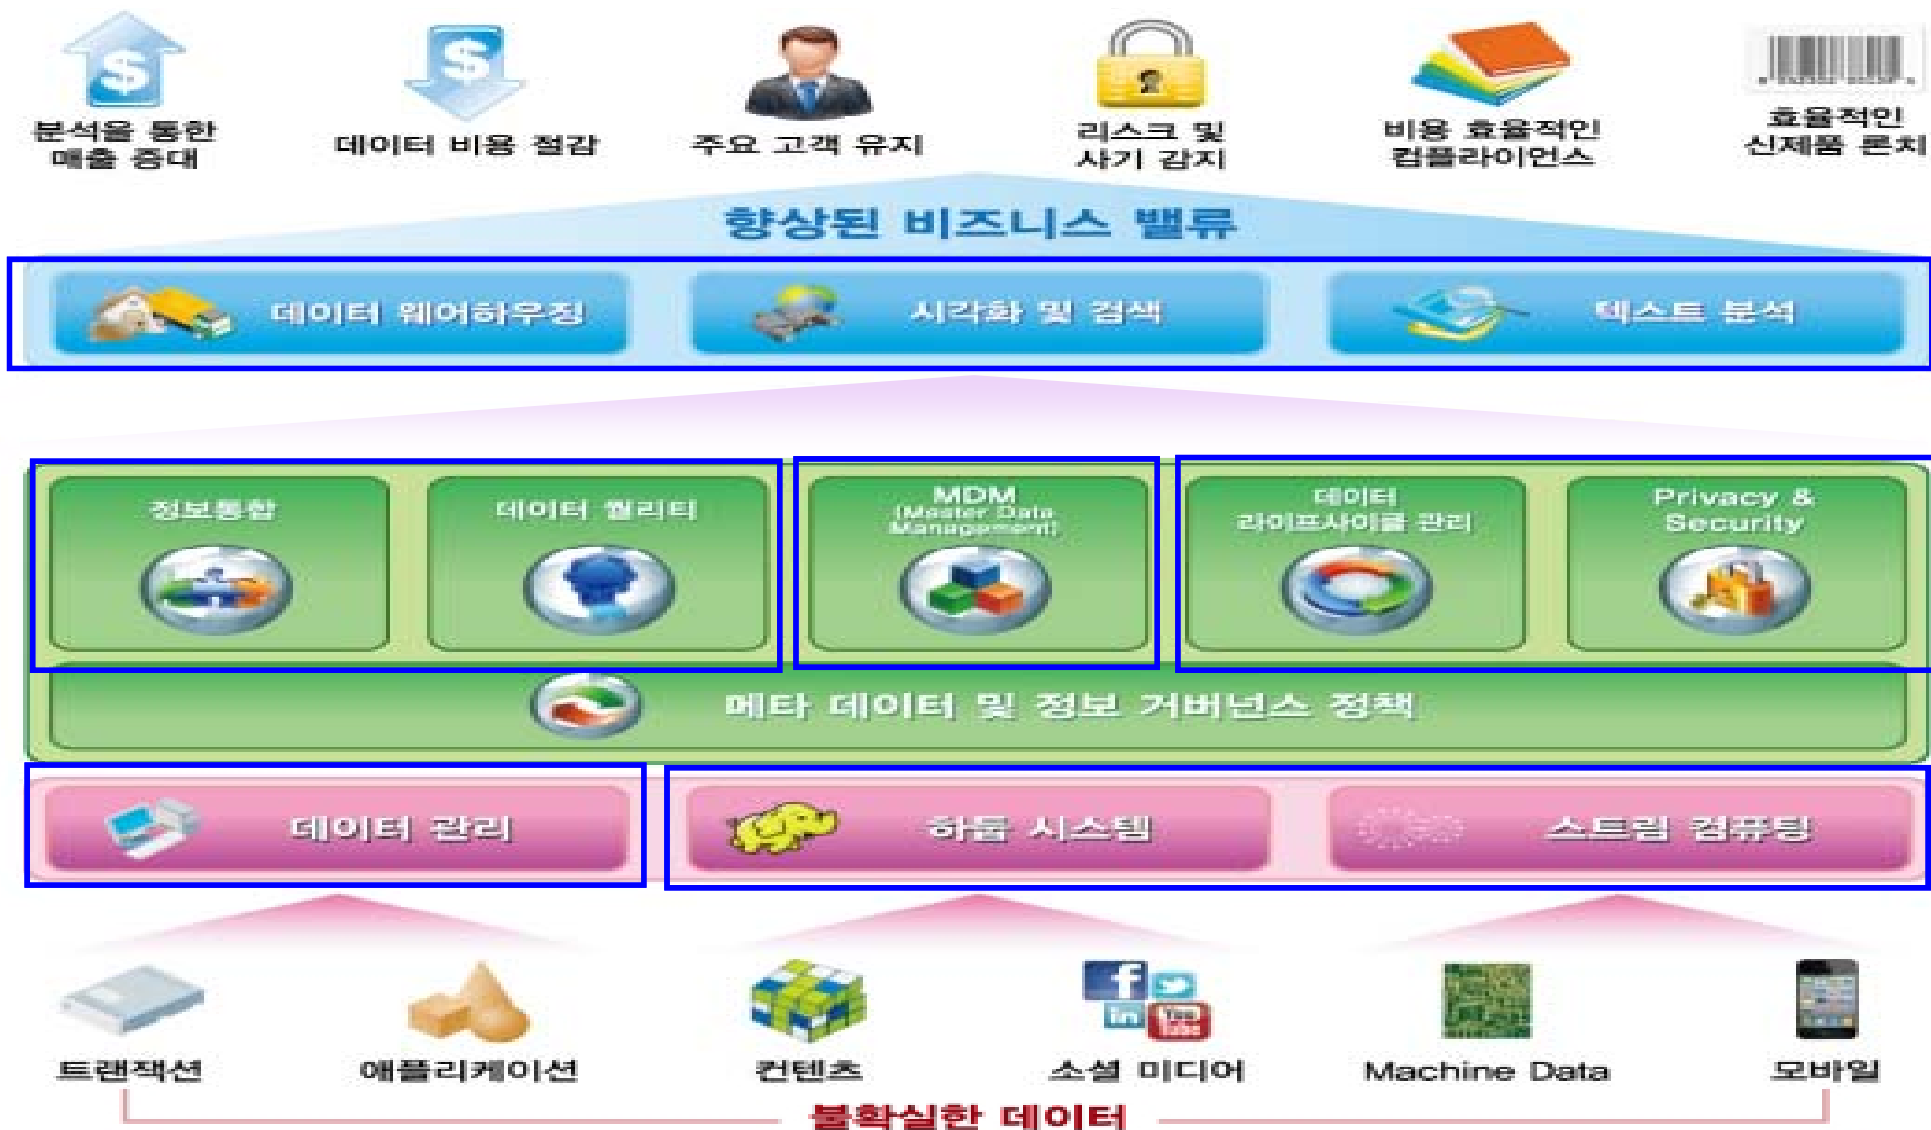 분석을 통한
매출 증대
데이터 비용 절감
주요 고객 유지
리스크 및
사기 감지
비용 효율적인
컴플라이언스
효율적인
신제품 론치
향상된 비즈니스 밸류
데이터 웨어하우징
시각화 및 검색
텍스트 분석
정보통합
데이터 퀄리티
MDM
(Master Data
Management)
데이터
라이프사이클 관리
Privacy &
Security
메타 데이터 및 정보 거버넌스 정책
데이터 관리
하둡 시스템
스트림 컴퓨팅
f
in
You
Tube
트랜잭션
애플리케이션
컨텐츠
소셜 미디어
Machine Data
모바일
불확실한 데이터